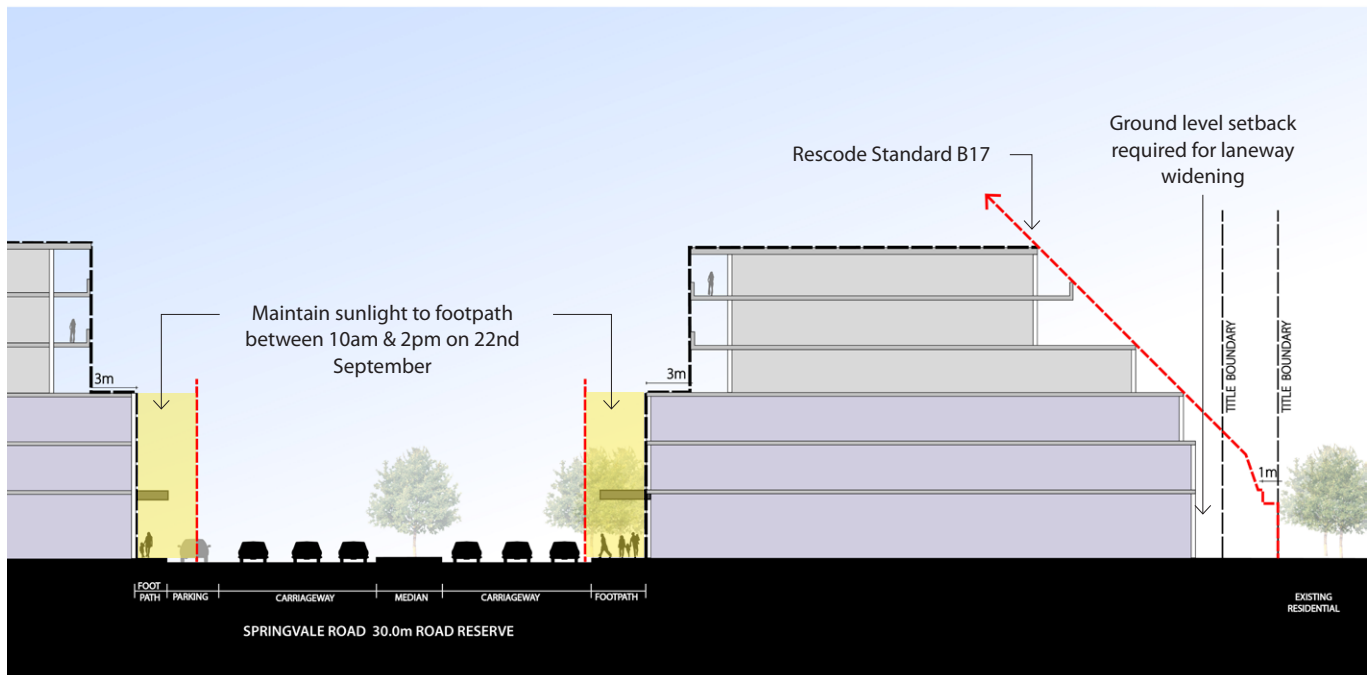 Ground level setback
required for laneway
widening
Rescode Standard B17
Maintain sunlight to footpath
between 10am & 2pm on 22nd
September
3m
3m
TITLE BOUNDARY
TITLE BOUNDARY
1m
FOOT
PATH
PARKING
CARRIAGEWAY
MEDIAN
CARRIAGEWAY
FOOTPATH
EXISTING
RESIDENTIAL
SPRINGVALE ROAD 30.0m ROAD RESERVE